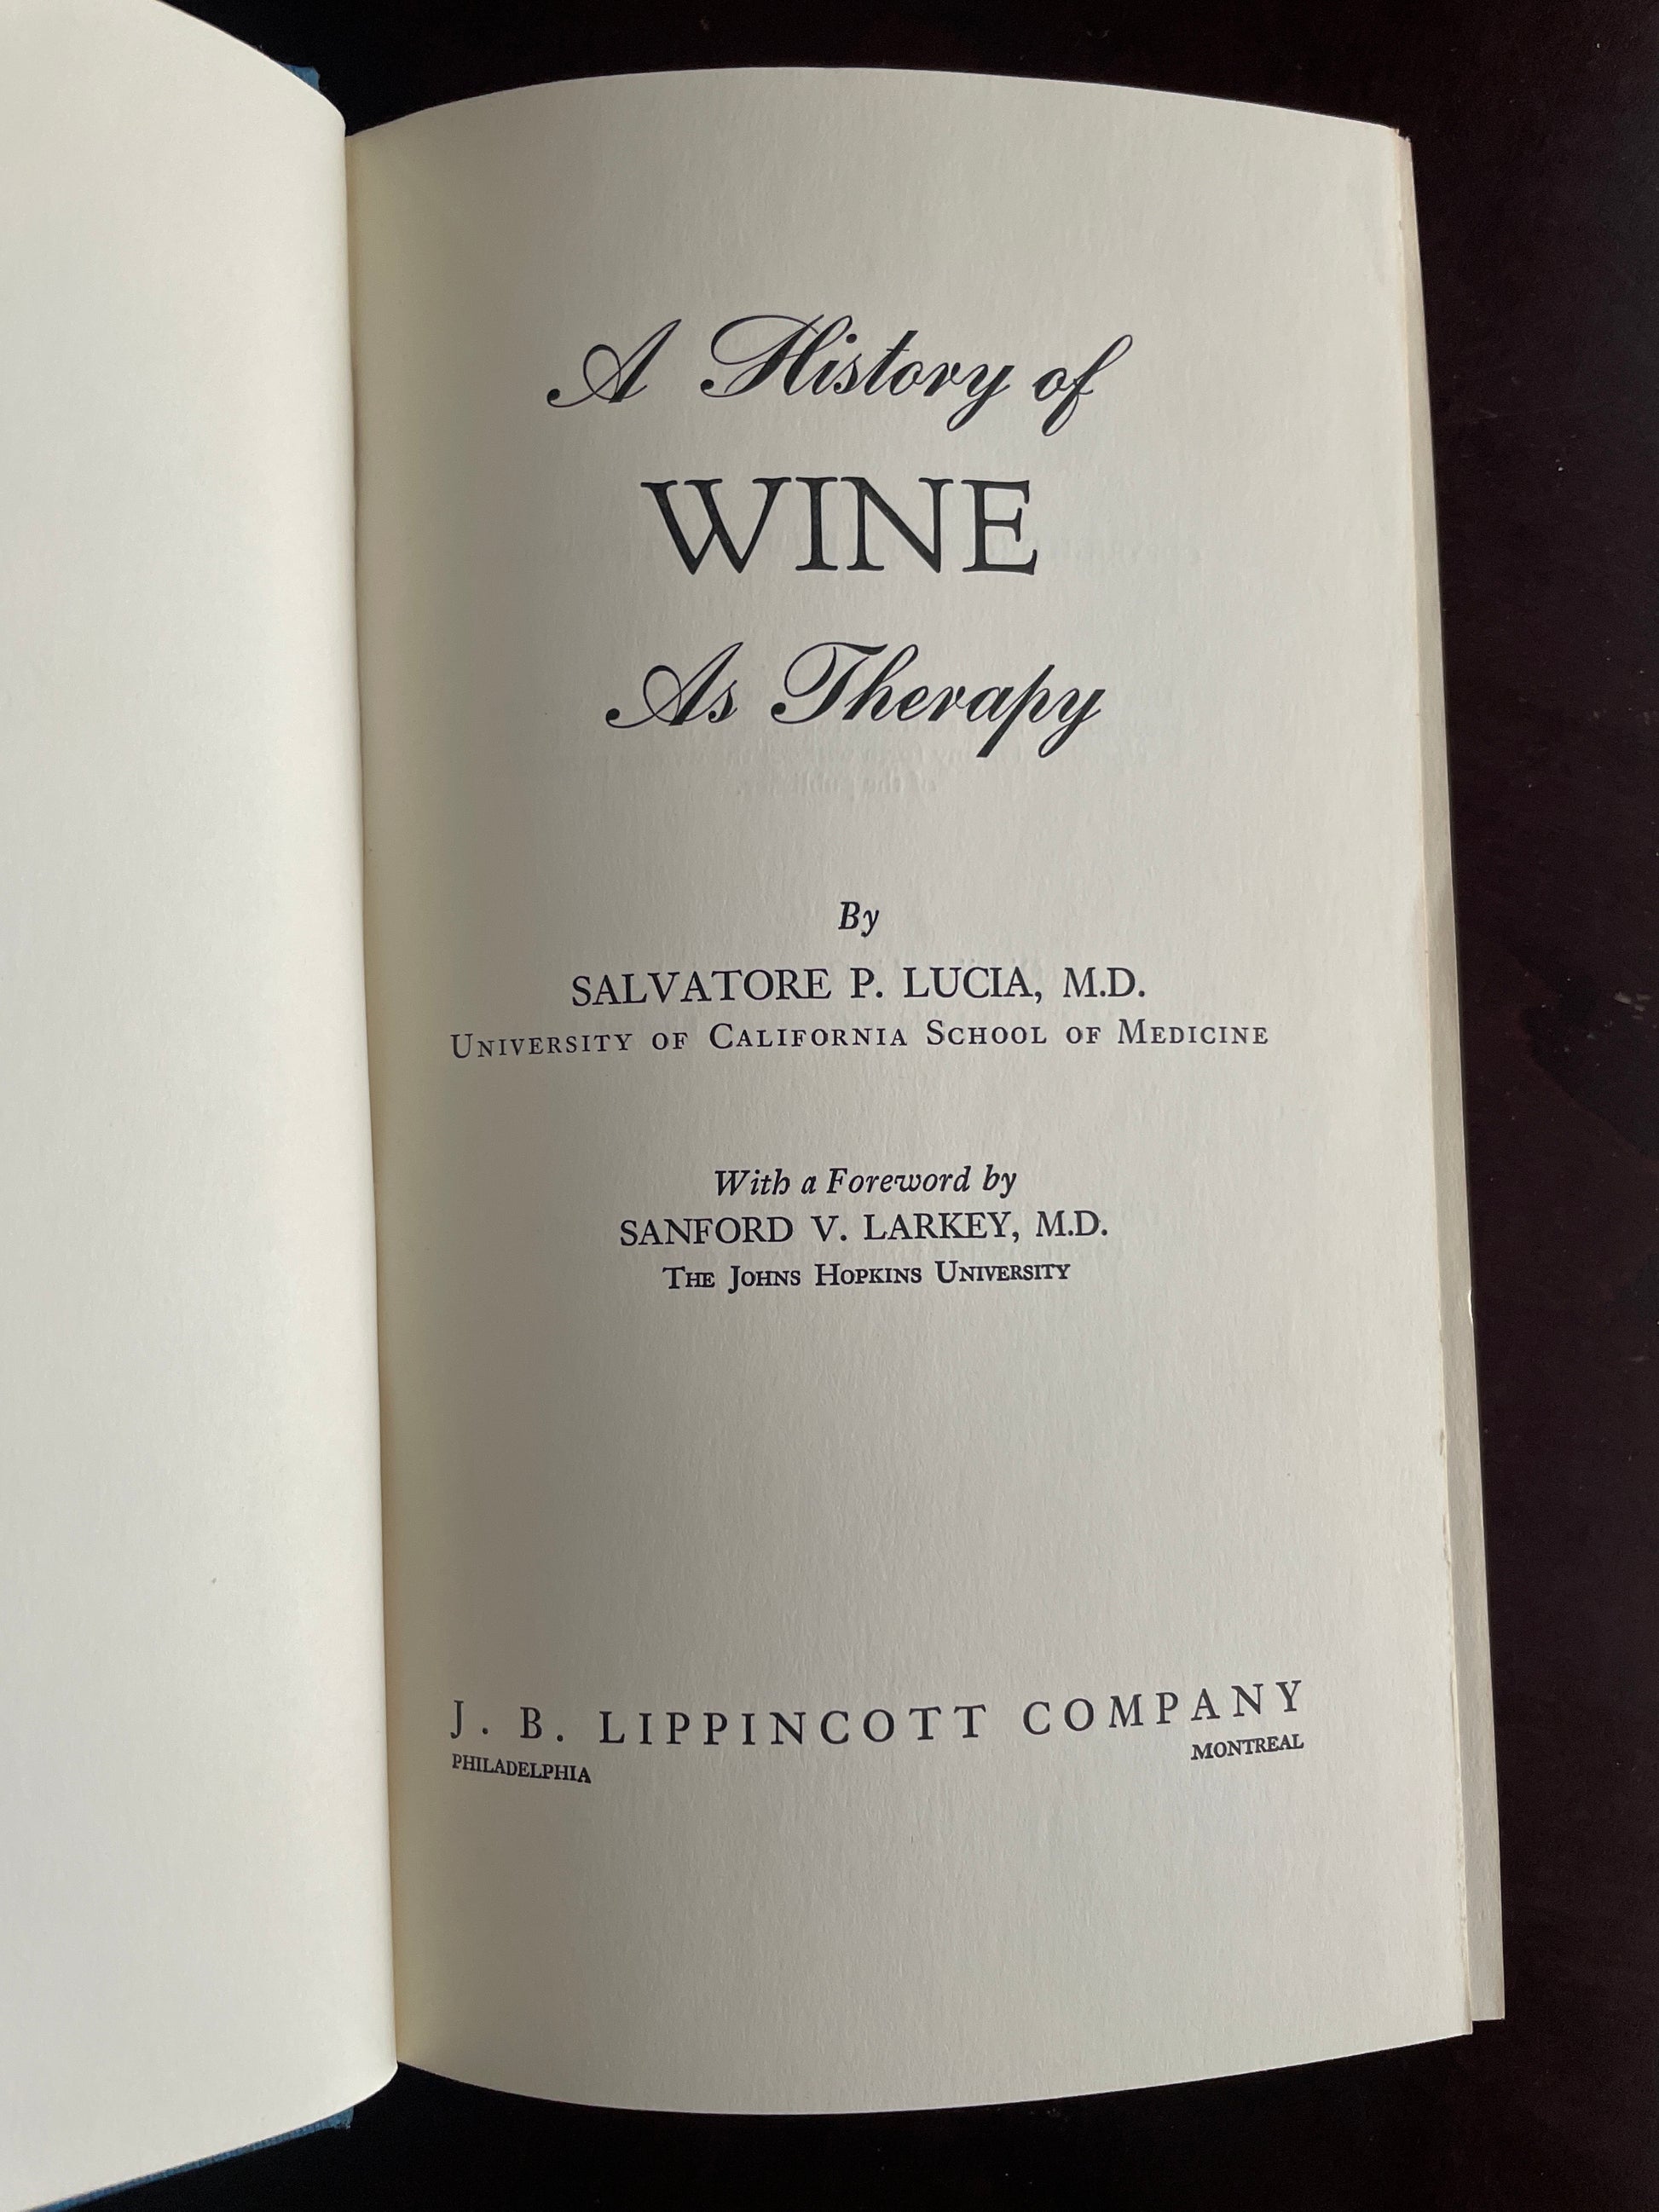 A History of
WINE
As Therapy
By
SALVATORE P. LUCIA, M.D.
UNIVERSITY OF CALIFORNIA SCHOOL OF MEDICINE
With a Foreword by
SANFORD V. LARKEY, M.D.
THE JOHNS HOPKINS UNIVERSITY
J. B. LIPPINCOTT COMPANY
PHILADELPHIA MONTREAL